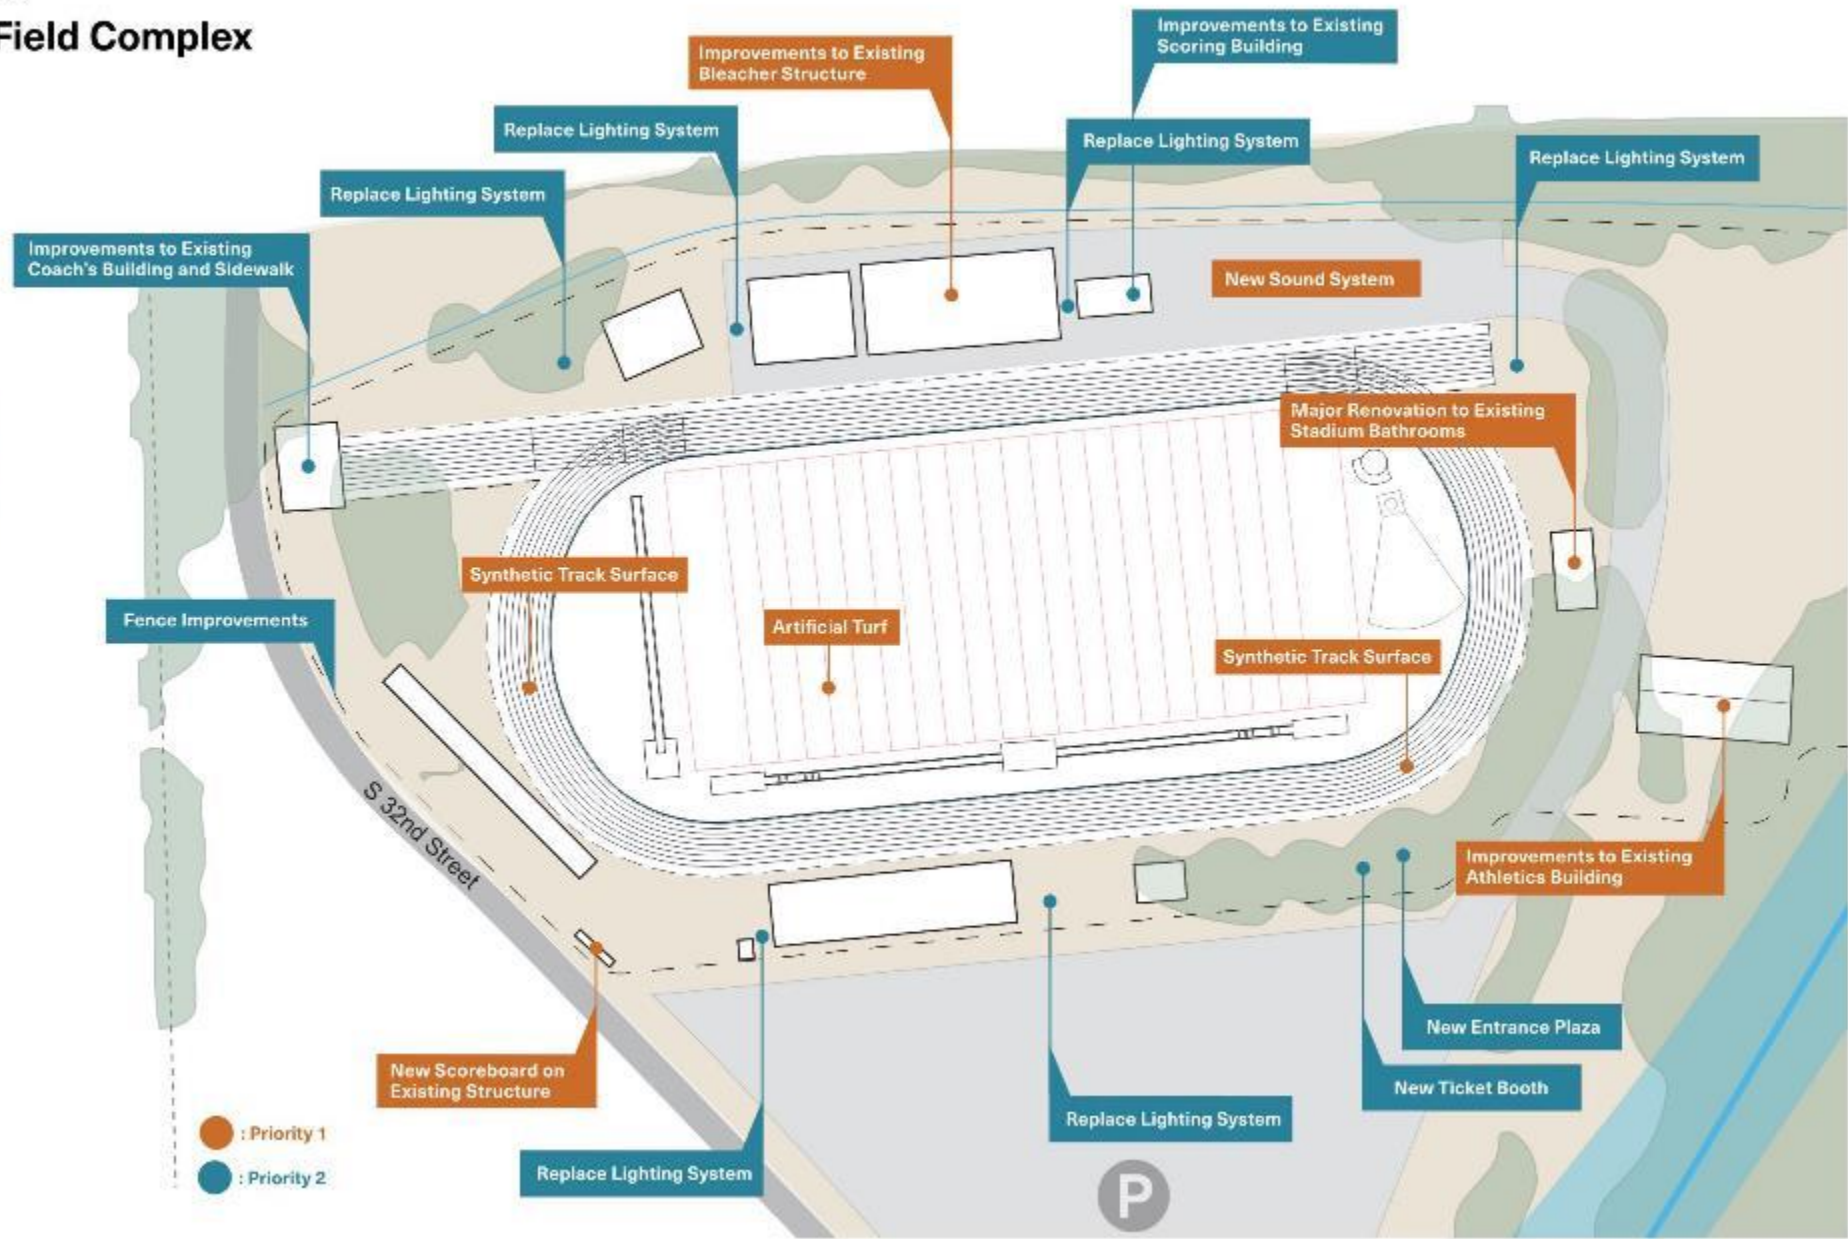 Field Complex
Improvements to Existing
Scoring Building
Improvements to Existing
Bleacher Structure
Replace Lighting System
Replace Lighting System
Replace Lighting System
Replace Lighting System
Improvements to Existing
Coach's Building and Sidewalk
New Sound System
Major Renovation to Existing
Stadium Bathrooms
Synthetic Track Surface
Fence Improvements
Artificial Turf
Synthetic Track Surface
S 32nd Street
Improvements to Existing
Athletics Building
New Entrance Plaza
New Scoreboard on
Existing Structure
New Ticket Booth
Replace Lighting System
: Priority 1
Replace Lighting System
: Priority 2
P